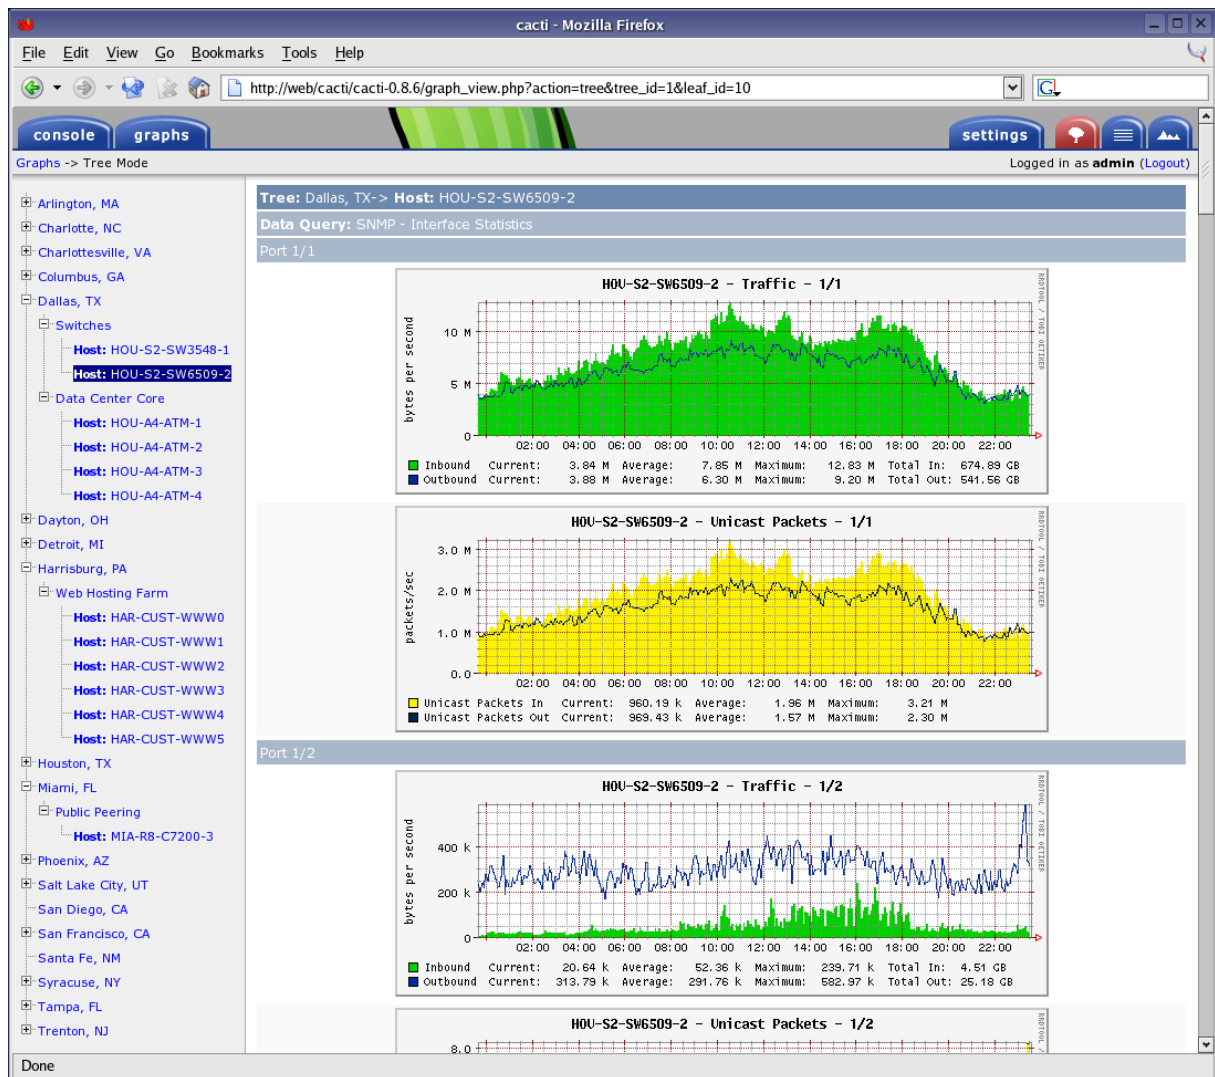 cacti - Mozilla Firefox
File Edit View Go Bookmarks Tools Help
http://web/cacti/cacti-0.8.6/graph_view.php?action=tree&tree_id=1&leaf_id=10
G
console graphs settings
Graphs -> Tree Mode
Logged in as admin (Logout)
Arlington, MA
Charlotte, NC
Charlottesville, VA
Columbus, GA
Dallas, TX
Switches
Host: HOU-S2-SW3548-1
Host: HOU-S2-SW6509-2
Data Center Core
Host: HOU-A4-ATM-1
Host: HOU-A4-ATM-2
Host: HOU-A4-ATM-3
Host: HOU-A4-ATM-4
Dayton, OH
Detroit, MI
Harrisburg, PA
Web Hosting Farm
Host: HAR-CUST-WWW0
Host: HAR-CUST-WWW1
Host: HAR-CUST-WWW2
Host: HAR-CUST-WWW3
Host: HAR-CUST-WWW4
Host: HAR-CUST-WWW5
Houston, TX
Miami, FL
Public Peering
Host: MIA-R8-C7200-3
Phoenix, AZ
Salt Lake City, UT
San Diego, CA
San Francisco, CA
Santa Fe, NM
Syracuse, NY
Tampa, FL
Trenton, NJ
Tree: Dallas, TX-> Host: HOU-S2-SW6509-2
Data Query: SNMP - Interface Statistics
Port 1/1
HOU-S2-SW6509-2 - Traffic - 1/1
RRDTOOL / TOBI OETIKER
bytes per second
10 M
5 M
0
02:00 04:00 06:00 08:00 10:00 12:00 14:00 16:00 18:00 20:00 22:00
Inbound Current: 3.84 M Average: 7.85 M Maximum: 12.83 M Total In: 674.89 GB
Outbound Current: 3.88 M Average: 6.30 M Maximum: 9.20 M Total Out: 541.56 GB
HOU-S2-SW6509-2 - Unicast Packets - 1/1
RRDTOOL / TOBI OETIKER
packets/sec
3.0 M
2.0 M
1.0 M
0.0
02:00 04:00 06:00 08:00 10:00 12:00 14:00 16:00 18:00 20:00 22:00
Unicast Packets In Current: 960.19 k Average: 1.96 M Maximum: 3.21 M
Unicast Packets Out Current: 969.43 k Average: 1.57 M Maximum: 2.30 M
Port 1/2
HOU-S2-SW6509-2 - Traffic - 1/2
RRDTOOL / TOBI OETIKER
bytes per second
400 k
200 k
0
02:00 04:00 06:00 08:00 10:00 12:00 14:00 16:00 18:00 20:00 22:00
Inbound Current: 20.64 k Average: 52.36 k Maximum: 239.71 k Total In: 4.51 GB
Outbound Current: 313.79 k Average: 291.76 k Maximum: 582.97 k Total Out: 25.18 GB
HOU-S2-SW6509-2 - Unicast Packets - 1/2
RRDTOOL /
8.0
Done